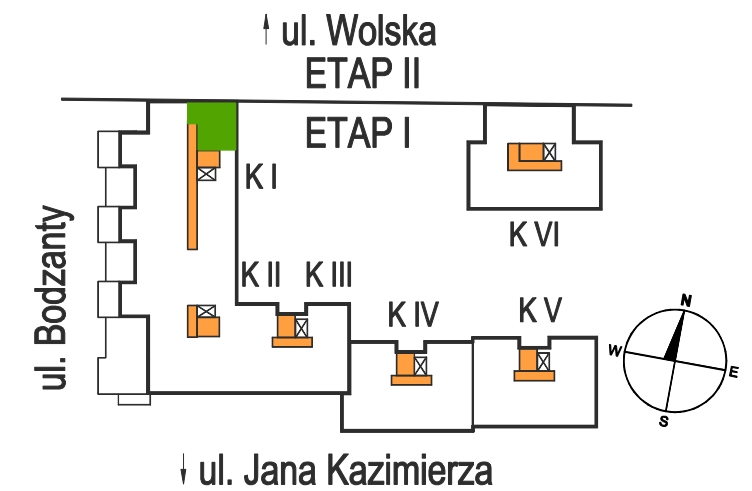 ul. Wolska
ETAP II
ETAP I
K I
K VI
ul. Bodzanty
K II
K III
K IV
K V
N
W
E
S
ul. Jana Kazimierza